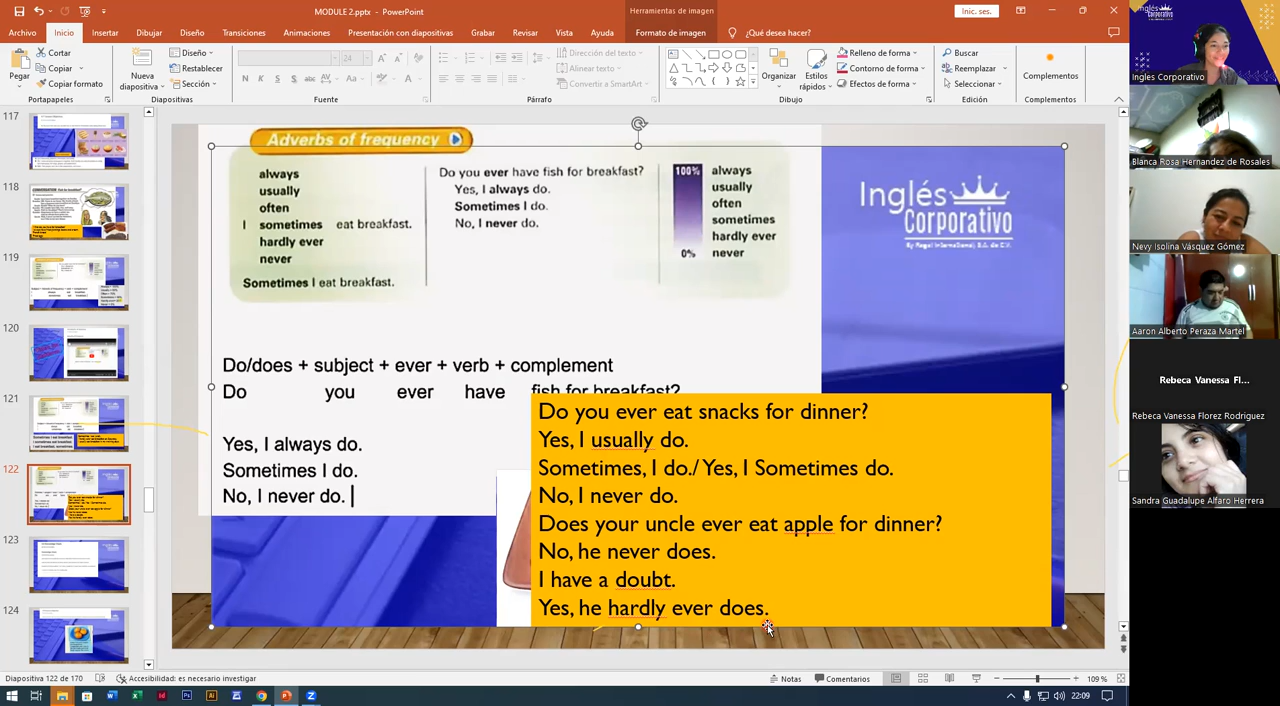 MODULE 2.pptx - PowerPoint
Herramientas de imagen
Inic. ses.
Archivo Inicio Insertar Dibujar Diseño Transiciones Animaciones Presentación con diapositivas Grabar Revisar Vista Ayuda Formato de imagen ¿Qué desea hacer?
Pegar
Cortar
Copiar
Copiar formato
Portapapeles
Nueva diapositiva
Diseño
Restablecer
Sección
Diapositivas
N K S S
Fuente
Dirección del texto
Alinear texto
Convertir a SmartArt
Párrafo
Organizar
Estilos rápidos
Relleno de forma
Contorno de forma
Efectos de forma
Dibujo
Buscar
Reemplazar
Seleccionar
Edición
Complementos
Complementos
117
118
119
120
121
122
123
124
Adverbs of frequency
always
usually
often
sometimes eat breakfast.
hardly ever
never
Sometimes I eat breakfast.
Do you ever have fish for breakfast?
Yes, I always do.
Sometimes I do.
No, I never do.
100% always
usually
often
sometimes
hardly ever
0% never
Inglés
Corporativo
Do/does + subject + ever + verb + complement
Do you ever have fish for breakfast?
Yes, I always do.
Sometimes I do.
No, I never do.
Do you ever eat snacks for dinner?
Yes, I usually do.
Sometimes, I do./ Yes, I Sometimes do.
No, I never do.
Does your uncle ever eat apple for dinner?
No, he never does.
I have a doubt.
Yes, he hardly ever does.
Inglés Corporativo
Ingles Corporativo
Blanca Rosa Hernandez de Rosales
Nevy Isolina Vásquez Gómez
Aaron Alberto Peraza Martel
Rebeca Vanessa Fl...
Rebeca Vanessa Florez Rodriguez
Sandra Guadalupe Alfaro Herrera
Diapositiva 122 de 170
Accesibilidad: es necesario investigar
Notas
Comentarios
109 %
22:09